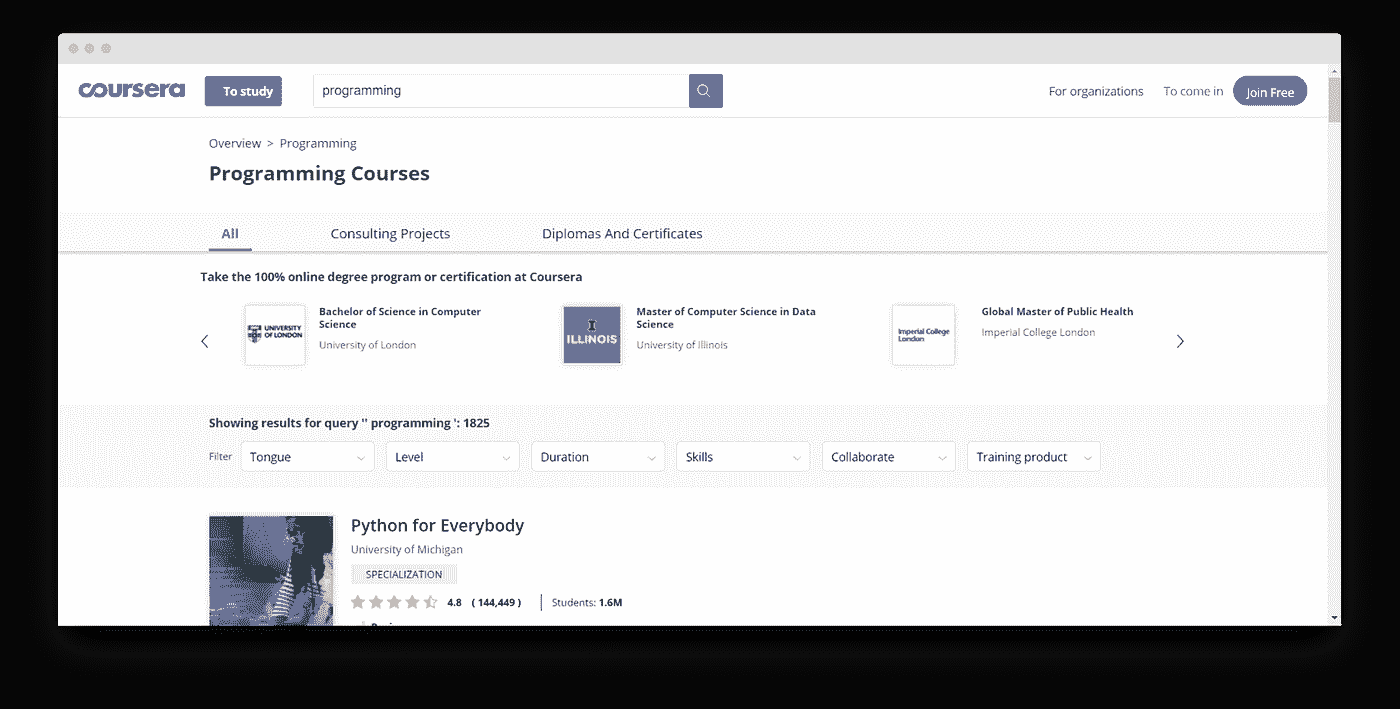 coursera To study programming For organizations To come in Join Free
Overview > Programming
Programming Courses
All Consulting Projects Diplomas And Certificates
Take the 100% online degree program or certification at Coursera
UNIVERSITY
OF LONDON
Bachelor of Science in Computer
Science
University of London
I
ILLINOIS
Master of Computer Science in Data
Science
University of Illinois
Imperial College
London
Global Master of Public Health
Imperial College London
Showing results for query " programming ': 1825
Filter Tongue Level Duration Skills Collaborate Training product
Python for Everybody
University of Michigan
SPECIALIZATION
4.8 ( 144,449 ) Students: 1.6M